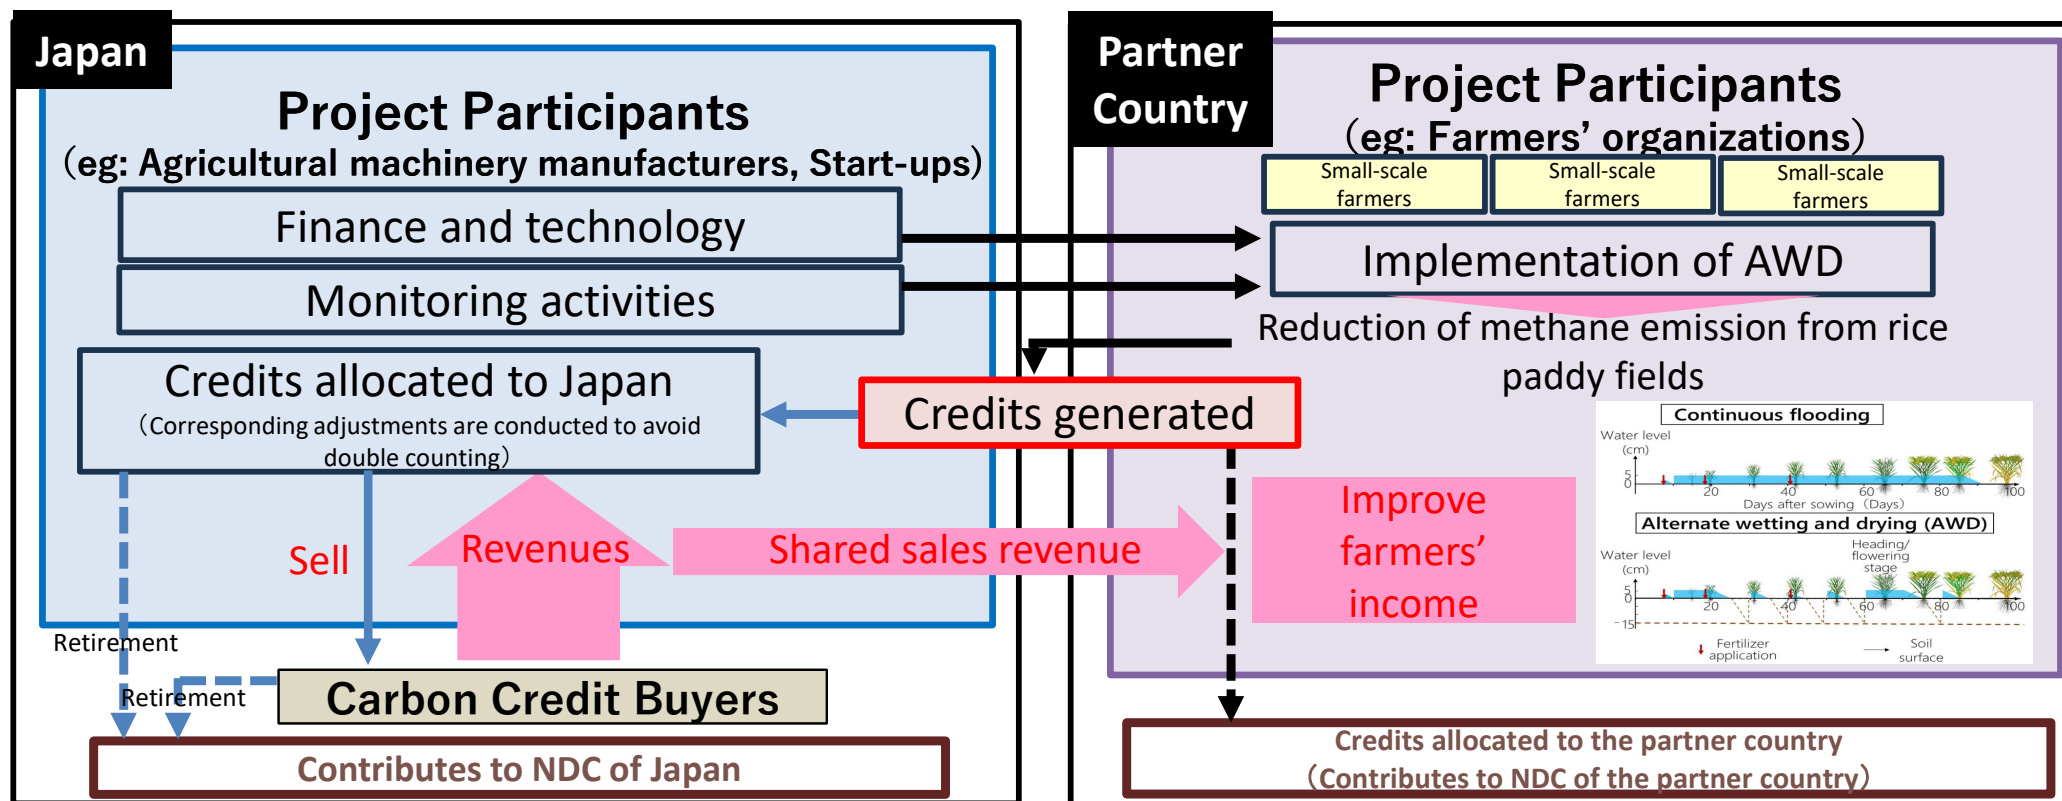 Japan
Project Participants
（eg: Agricultural machinery manufacturers, Start-ups）
Finance and technology
Monitoring activities
Credits allocated to Japan
（Corresponding adjustments are conducted to avoid
double counting）
Sell
Revenues
Shared sales revenue
Retirement
Retirement
Carbon Credit Buyers
Contributes to NDC of Japan
Credits generated
Partner
Country
Project Participants
（eg: Farmers’ organizations）
Small-scale
farmers
Small-scale
farmers
Small-scale
farmers
Implementation of AWD
Reduction of methane emission from rice
paddy fields
Improve
farmers’
income
Continuous flooding
Water level
(cm)
5
0
20
40
60
80
100
Days after sowing (Days)
Alternate wetting and drying (AWD)
Water level
(cm)
Heading/
flowering
stage
5
0
20
40
60
80
100
−15
Fertilizer
application
Soil
surface
Credits allocated to the partner country
（Contributes to NDC of the partner country）